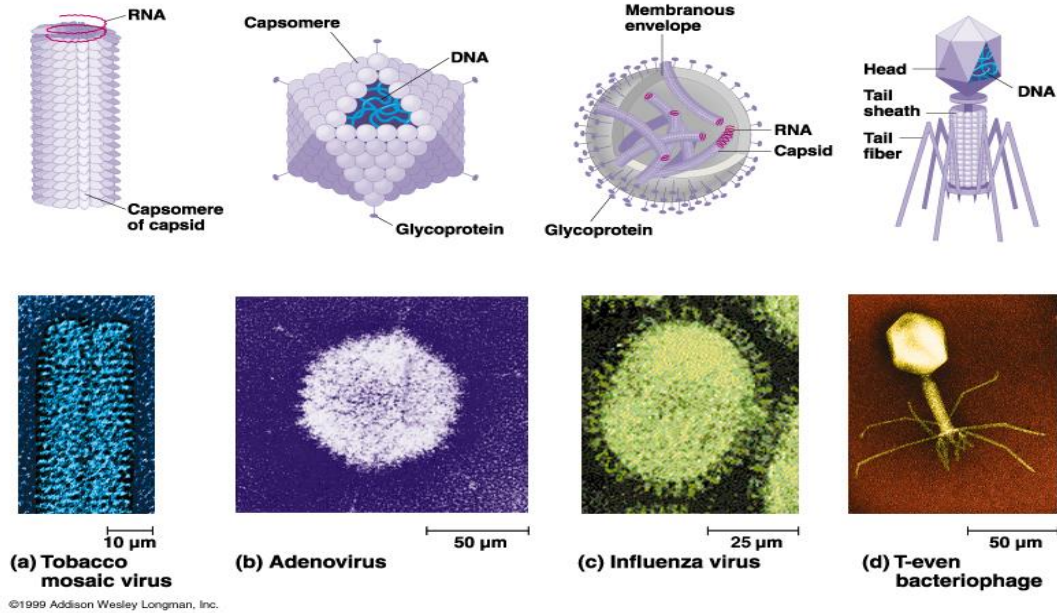 RNA
Capsomere
of capsid
Capsomere
DNA
Glycoprotein
Membranous
envelope
RNA
Capsid
Glycoprotein
Head
DNA
Tail
sheath
Tail
fiber
10 µm
50 µm
25 µm
50 µm
(a) Tobacco
mosaic virus
(b) Adenovirus
(c) Influenza virus
(d) T-even
bacteriophage
©1999 Addison Wesley Longman, Inc.